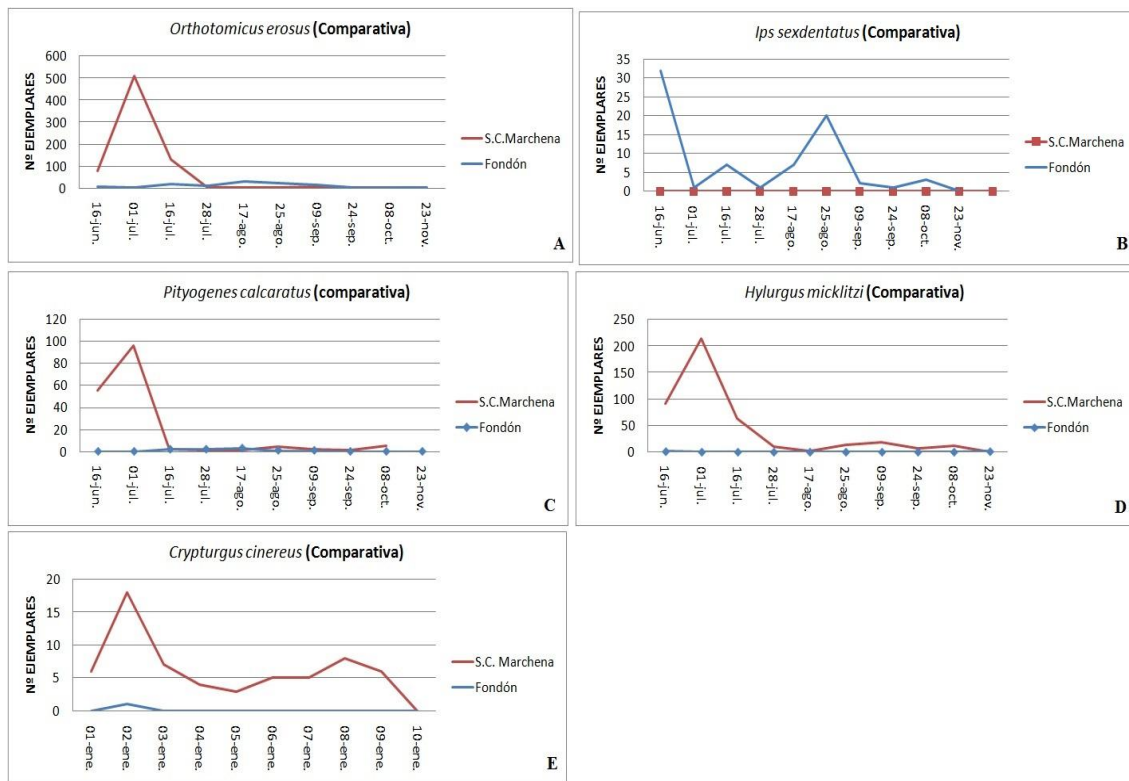 Orthotomicus erosus (Comparativa)
Nº EJEMPLARES
600
500
400
300
200
100
0
16-jun.
01-jul.
16-jul.
28-jul.
17-ago.
25-ago.
09-sep.
24-sep.
08-oct.
23-nov.
S.C.Marchena
Fondón
A
Ips sexdentatus (Comparativa)
Nº EJEMPLARES
35
30
25
20
15
10
5
0
16-jun.
01-jul.
16-jul.
28-jul.
17-ago.
25-ago.
09-sep.
24-sep.
08-oct.
23-nov.
S.C.Marchena
Fondón
B
Pityogenes calcaratus (comparativa)
Nº EJEMPLARES
120
100
80
60
40
20
0
16-jun.
01-jul.
16-jul.
28-jul.
17-ago.
25-ago.
09-sep.
24-sep.
08-oct.
23-nov.
S.C.Marchena
Fondón
C
Hylurgus micklitzi (Comparativa)
Nº EJEMPLARES
250
200
150
100
50
0
16-jun.
01-jul.
16-jul.
28-jul.
17-ago.
25-ago.
09-sep.
24-sep.
08-oct.
23-nov.
S.C.Marchena
Fondón
D
Crypturgus cinereus (Comparativa)
Nº EJEMPLARES
20
15
10
5
0
01-ene.
02-ene.
03-ene.
04-ene.
05-ene.
06-ene.
07-ene.
08-ene.
09-ene.
10-ene.
S.C. Marchena
Fondón
E